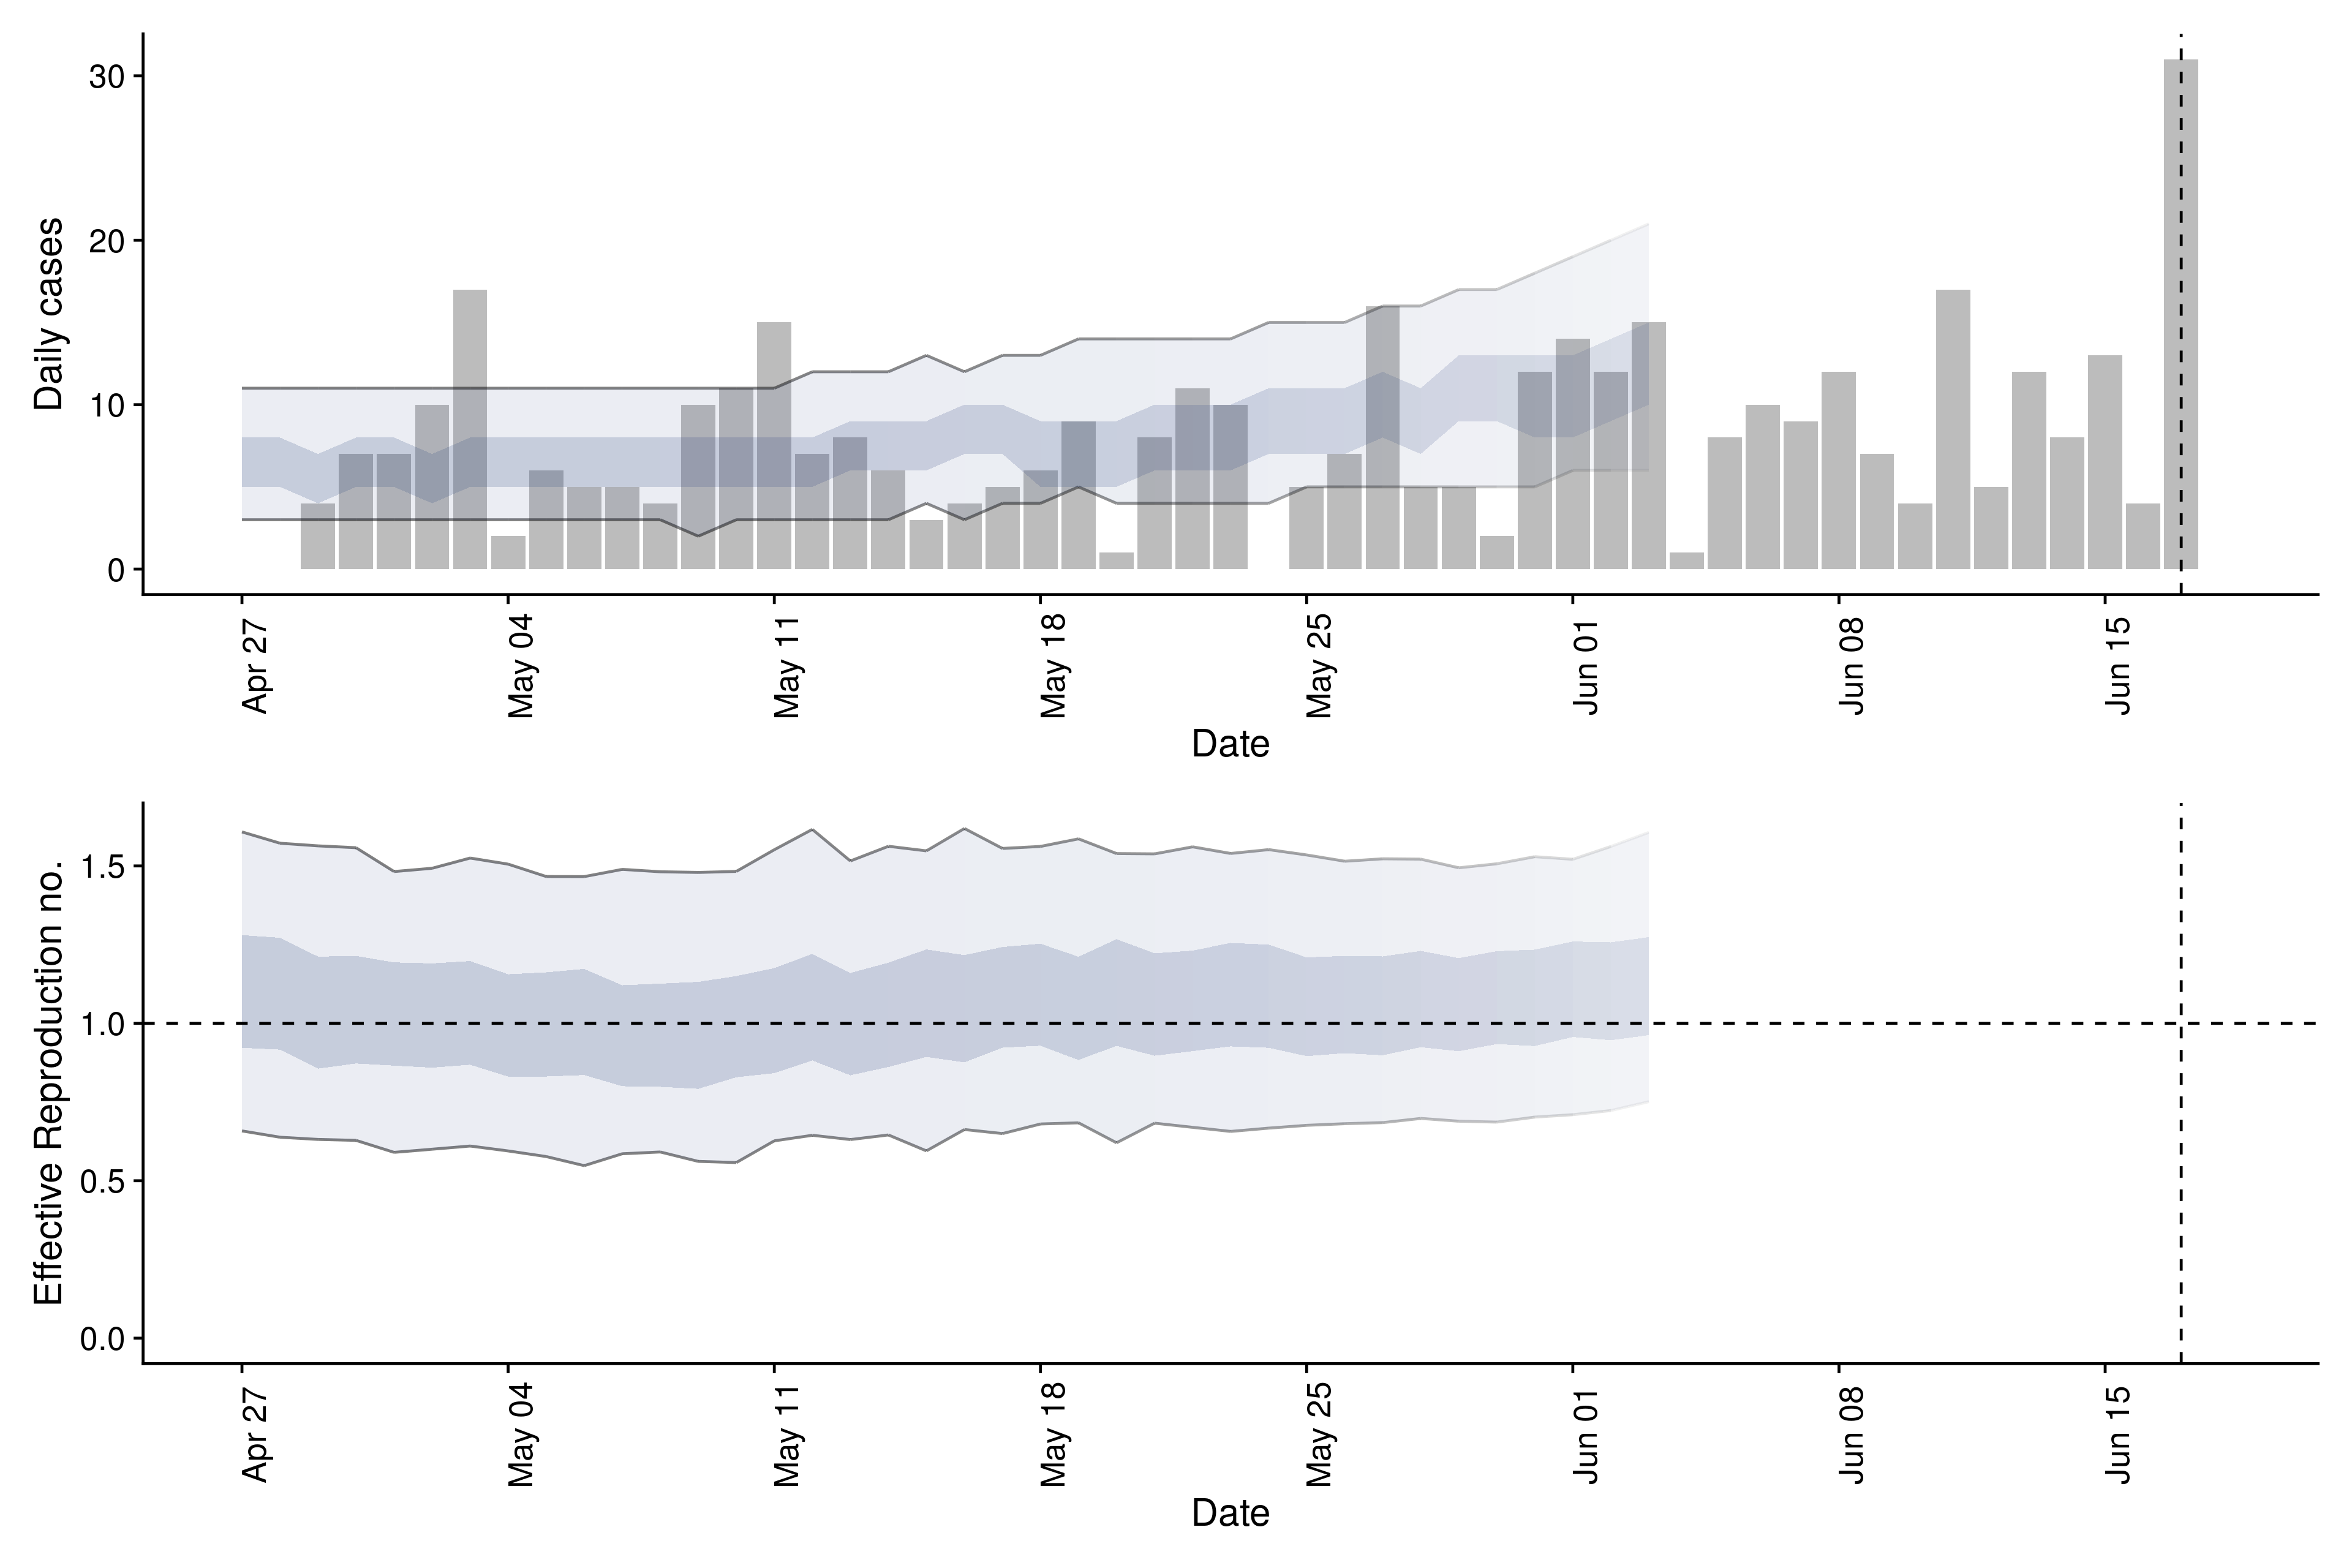 Daily cases
30
20
10
0
Apr 27
May 04
May 11
May 18
May 25
Jun 01
Jun 08
Jun 15
Date
Effective Reproduction no.
1.5
1.0
0.5
0.0
Apr 27
May 04
May 11
May 18
May 25
Jun 01
Jun 08
Jun 15
Date